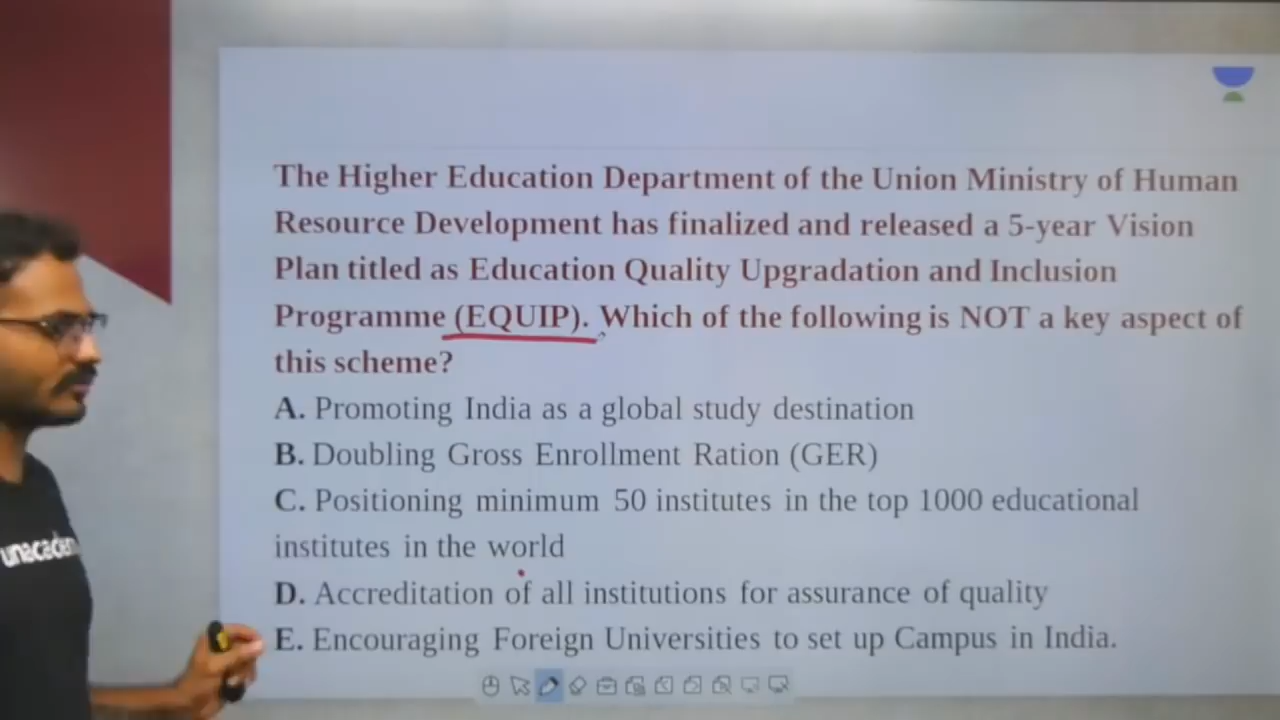 The Higher Education Department of the Union Ministry of Human
Resource Development has finalized and released a 5-year Vision
Plan titled as Education Quality Upgradation and Inclusion
Programme (EQUIP). Which of the following is NOT a key aspect of
this scheme?
A. Promoting India as a global study destination
B. Doubling Gross Enrollment Ration (GER)
C. Positioning minimum 50 institutes in the top 1000 educational
institutes in the world
D. Accreditation of all institutions for assurance of quality
E. Encouraging Foreign Universities to set up Campus in India.